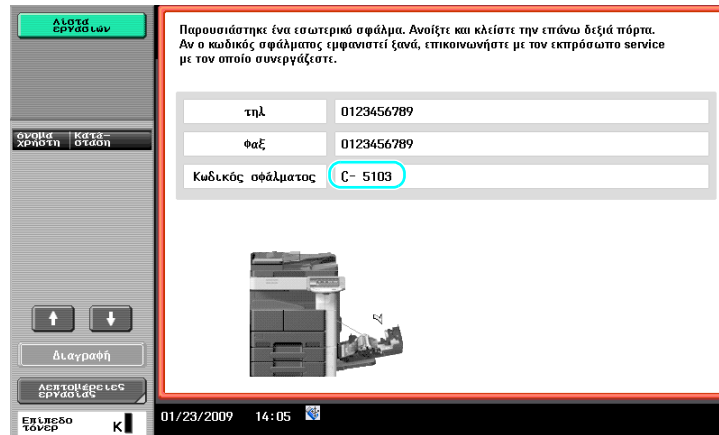 Λίστα
εργασιών
Παρουσιάστηκε ένα εσωτερικό σφάλμα. Ανοίξτε και κλείστε την επάνω δεξιά πόρτα.
Αν ο κωδικός σφάλματος εμφανιστεί ξανά, επικοινωνήστε με τον εκπρόσωπο service
με τον οποίο συνεργάζεστε.
τηλ 0123456789
Φαξ 0123456789
Κωδικός σφάλματος C- 5103
όνομα χρήστη Κατά-σταση
Διαγραφή
Λεπτομέρειες
εργασίας
Επίπεδο
τόνερ K
01/23/2009 14:05